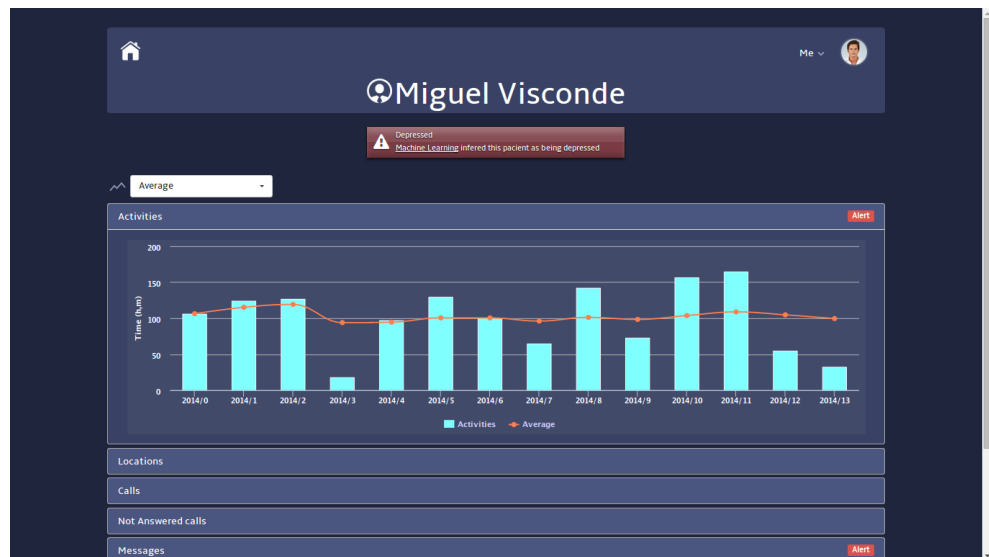 Me
Miguel Visconde
Depressed
Machine Learning infered this pacient as being depressed
Average
Activities
Alert
200
150
100
50
0
Time (h,m)
2014/0 2014/1 2014/2 2014/3 2014/4 2014/5 2014/6 2014/7 2014/8 2014/9 2014/10 2014/11 2014/12 2014/13
Activities Average
Locations
Calls
Not Answered calls
Messages
Alert